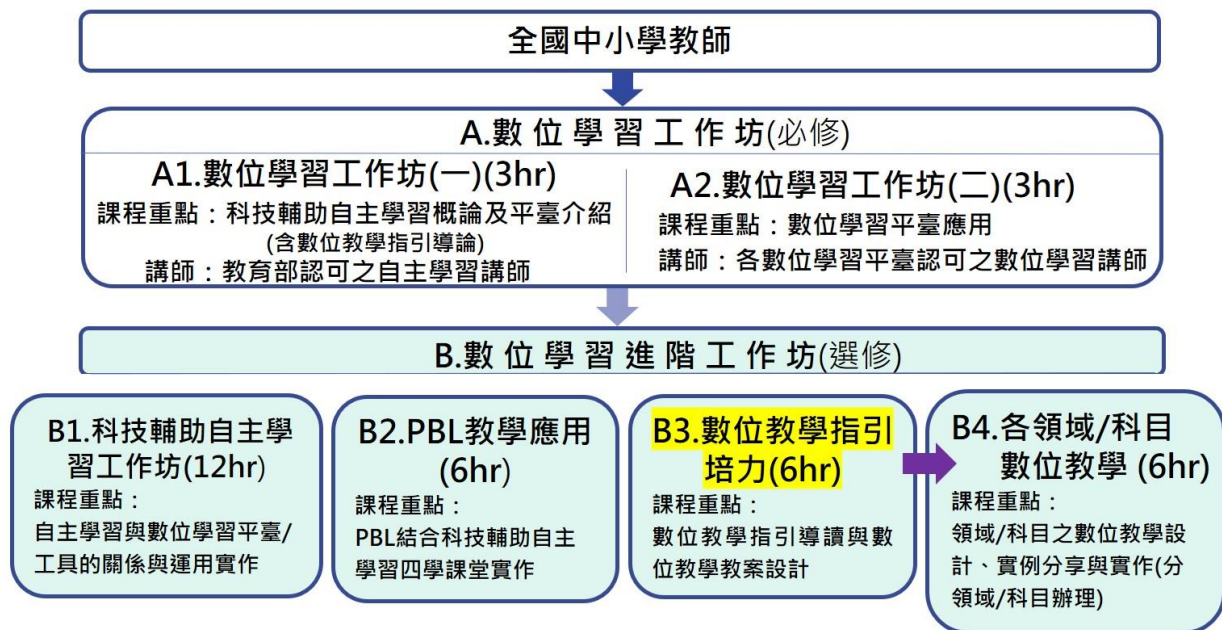 全國中小學教師
A.數位學習工作坊(必修)
A1.數位學習工作坊(一)(3hr)
課程重點：科技輔助自主學習概論及平臺介紹
(含數位教學指引導論)
講師：教育部認可之自主學習講師
A2.數位學習工作坊(二)(3hr)
課程重點：數位學習平臺應用
講師：各數位學習平臺認可之數位學習講師
B.數位學習進階工作坊(選修)
B1.科技輔助自主學
習工作坊(12hr)
課程重點：
自主學習與數位學習平臺/
工具的關係與運用實作
B2.PBL教學應用
(6hr)
課程重點：
PBL結合科技輔助自主
學習四學課堂實作
B3.數位教學指引
培力(6hr)
課程重點：
數位教學指引導讀與數
位教學教案設計
B4.各領域/科目
數位教學 (6hr)
課程重點：
領域/科目之數位教學設
計、實例分享與實作(分
領域/科目辦理)